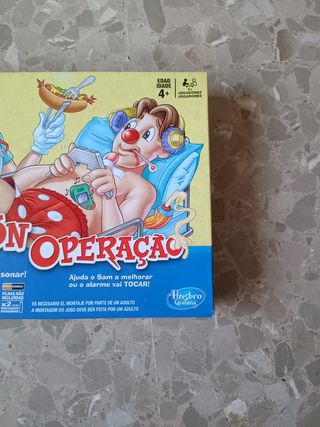 EDAD
IDADE
4+
JUGADORES
JOGADORES
ÓN OPERAÇÃO
sonar!
Ajuda o Sam a melhorar
ou o alarme vai TOCAR!
PILHAS NÃO
INCLUÍDAS
x2
ES NECESARIO EL MONTAJE POR PARTE DE UN ADULTO
A MONTAGEM DO JOGO DEVE SER FEITA POR UM ADULTO
Hasbro
Gaming